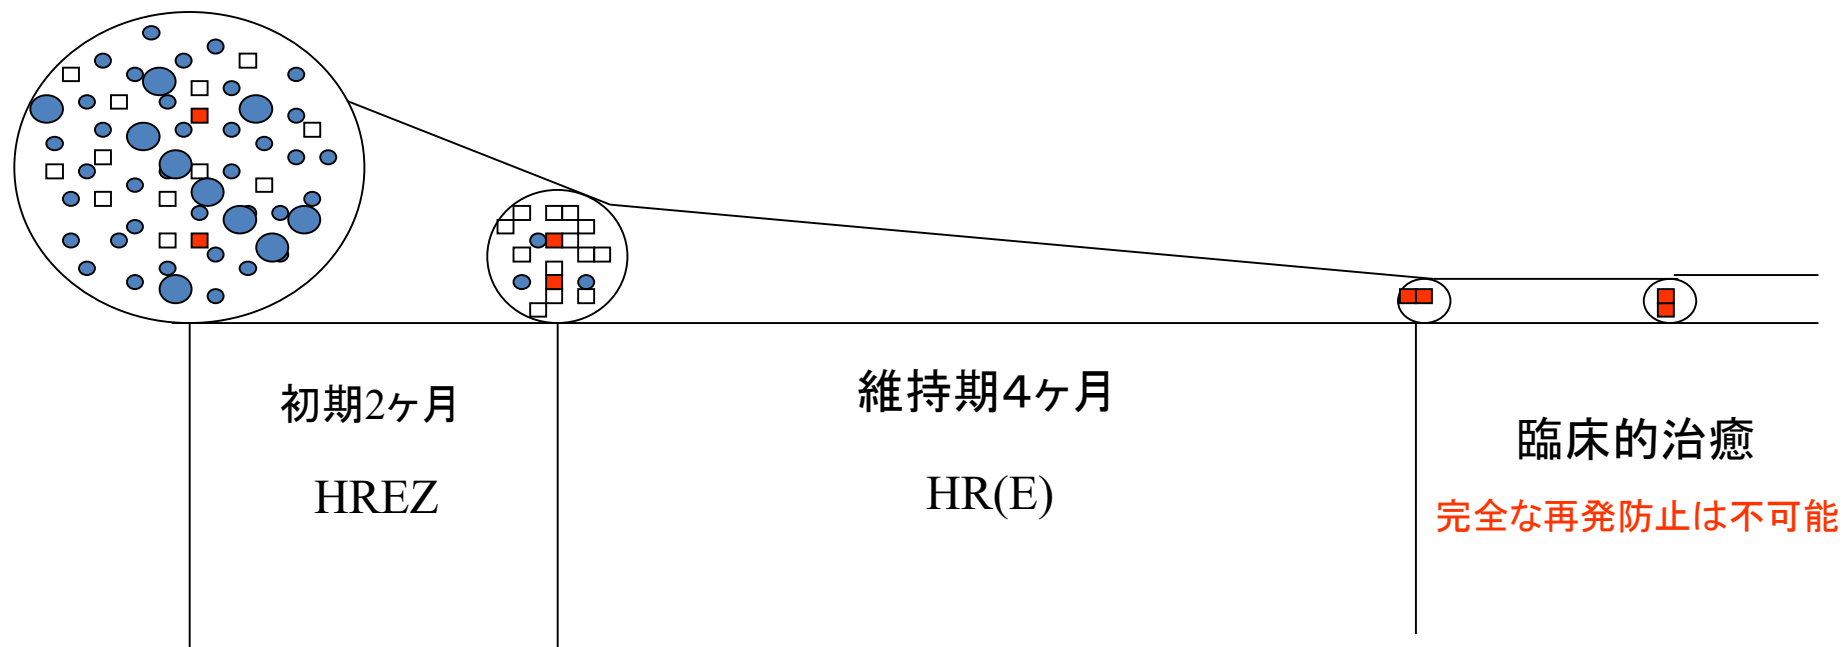 初期2ヶ月
HREZ
維持期４ヶ月
HR(E)
臨床的治癒
完全な再発防止は不可能